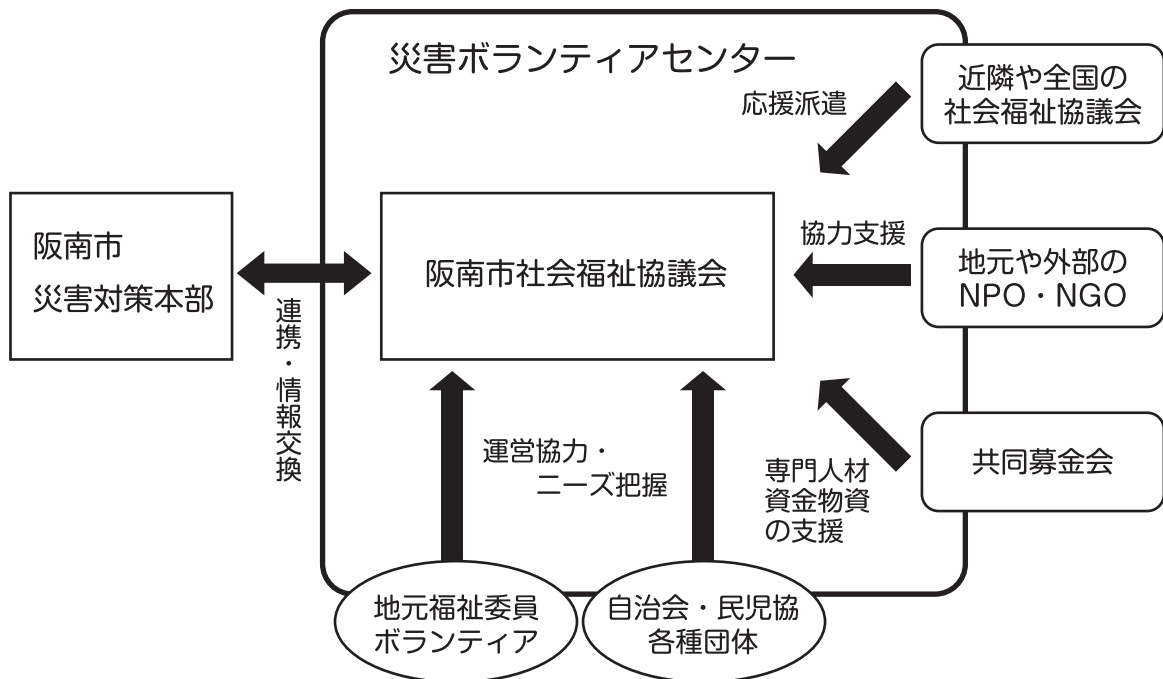 災害ボランティアセンター
近隣や全国の
社会福祉協議会
応援派遣
阪南市
災害対策本部
連携・情報交換
阪南市社会福祉協議会
協力支援
地元や外部の
NPO・NGO
運営協力・
ニーズ把握
専門人材
資金物資
の支援
共同募金会
地元福祉委員
ボランティア
自治会・民児協
各種団体